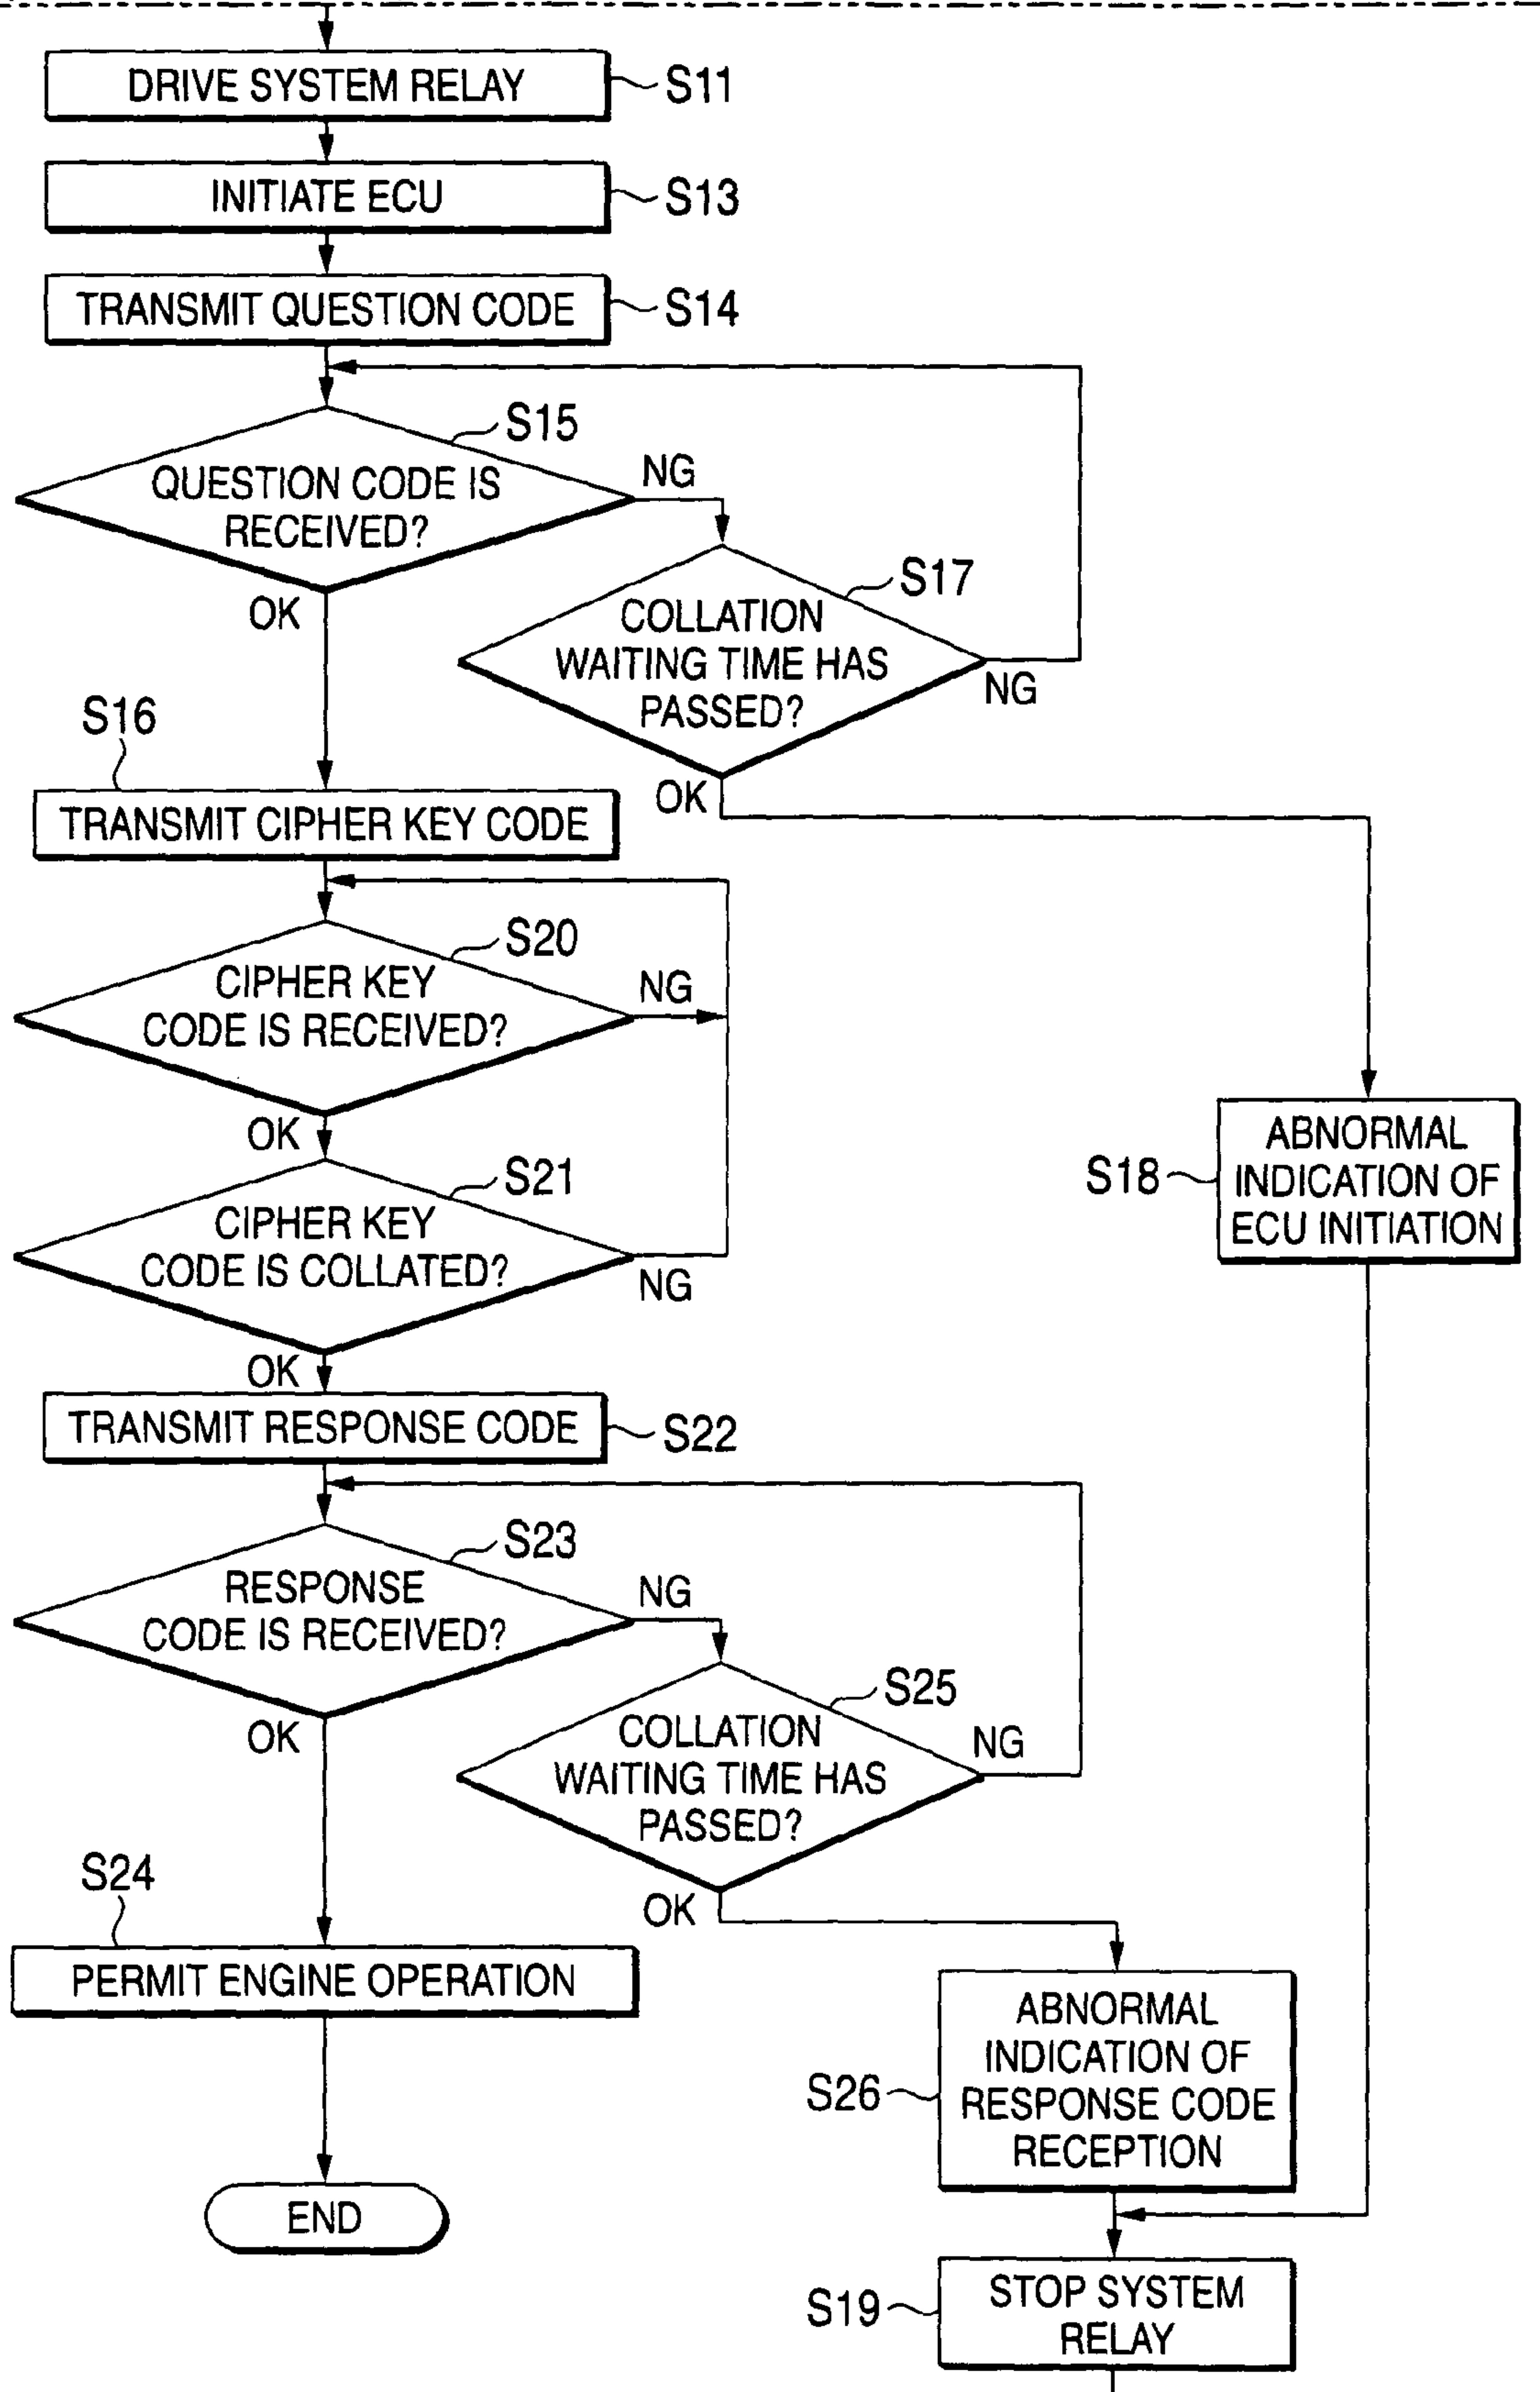 DRIVE SYSTEM RELAY
S11
INITIATE ECU
S13
TRANSMIT QUESTION CODE
S14
S15
QUESTION CODE IS
RECEIVED?
NG
OK
S17
COLLATION
WAITING TIME HAS
PASSED?
NG
OK
S16
TRANSMIT CIPHER KEY CODE
S20
CIPHER KEY
CODE IS RECEIVED?
NG
OK
S18
ABNORMAL
INDICATION OF
ECU INITIATION
S21
CIPHER KEY
CODE IS COLLATED?
NG
OK
TRANSMIT RESPONSE CODE
S22
S23
RESPONSE
CODE IS RECEIVED?
NG
OK
S25
COLLATION
WAITING TIME HAS
PASSED?
NG
OK
S24
PERMIT ENGINE OPERATION
S26
ABNORMAL
INDICATION OF
RESPONSE CODE
RECEPTION
END
S19
STOP SYSTEM
RELAY